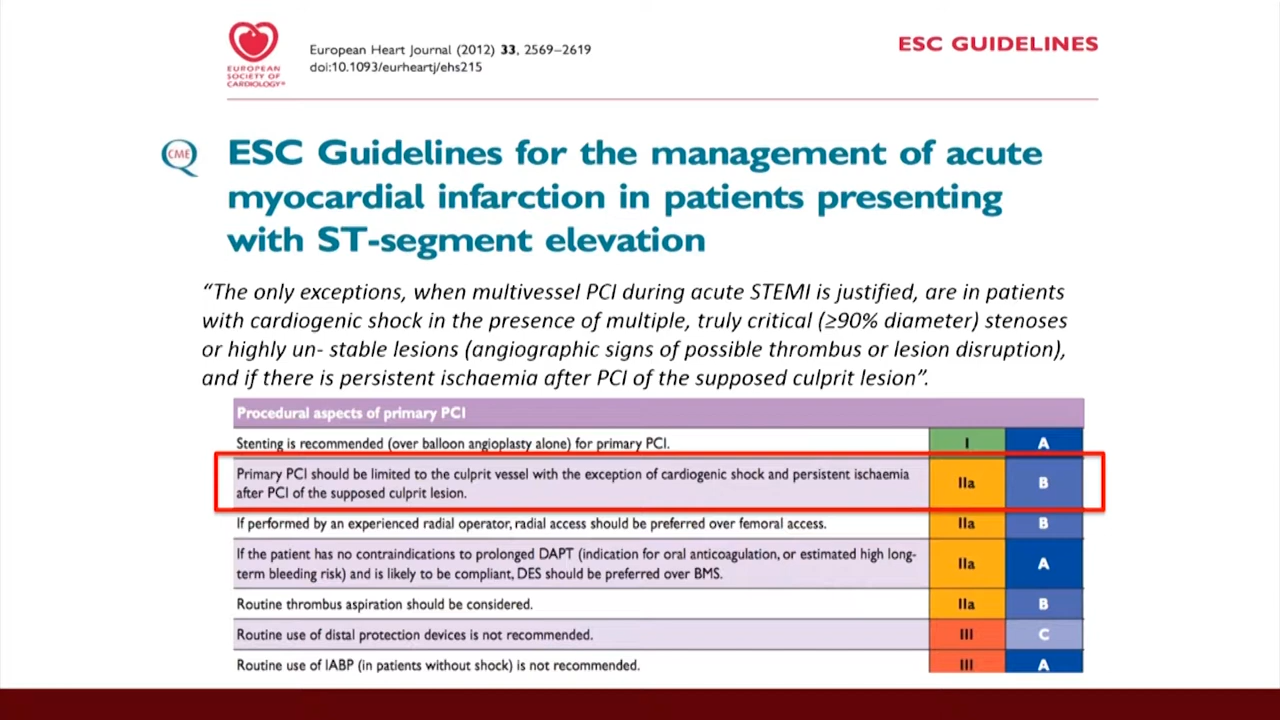 European Heart Journal (2012) 33, 2569–2619
doi:10.1093/eurheartj/ehs215
ESC GUIDELINES
EUROPEAN
SOCIETY OF
CARDIOLOGY®
CME
ESC Guidelines for the management of acute
myocardial infarction in patients presenting
with ST-segment elevation
“The only exceptions, when multivessel PCI during acute STEMI is justified, are in patients
with cardiogenic shock in the presence of multiple, truly critical (≥90% diameter) stenoses
or highly un- stable lesions (angiographic signs of possible thrombus or lesion disruption),
and if there is persistent ischaemia after PCI of the supposed culprit lesion”.
Procedural aspects of primary PCI
Stenting is recommended (over balloon angioplasty alone) for primary PCI. I A
Primary PCI should be limited to the culprit vessel with the exception of cardiogenic shock and persistent ischaemia
after PCI of the supposed culprit lesion. IIa B
If performed by an experienced radial operator, radial access should be preferred over femoral access. IIa B
If the patient has no contraindications to prolonged DAPT (indication for oral anticoagulation, or estimated high long-
term bleeding risk) and is likely to be compliant, DES should be preferred over BMS. IIa A
Routine thrombus aspiration should be considered. IIa B
Routine use of distal protection devices is not recommended. III C
Routine use of IABP (in patients without shock) is not recommended. III A